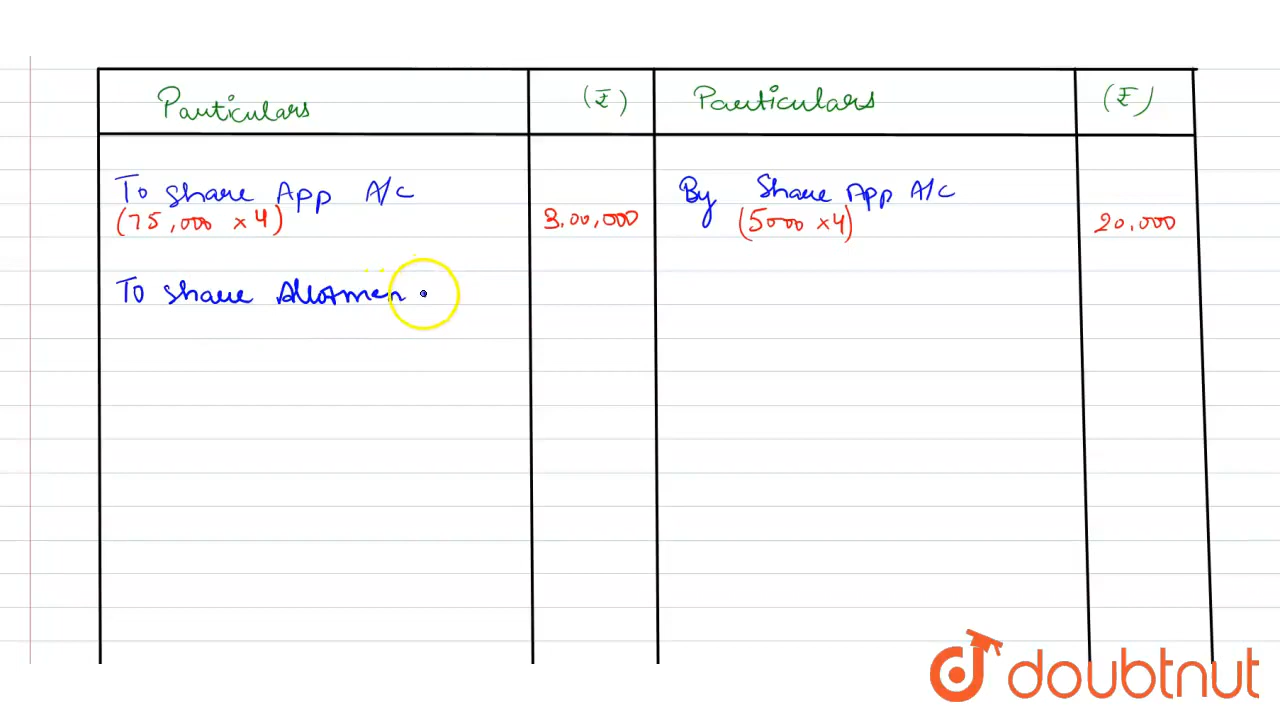 Particulars (₹) Particulars (₹)
To share App A/c By Share App A/c
(75,000 × 4) 3,00,000 (5000 × 4) 20,000
To share Allotmen
doubtnut